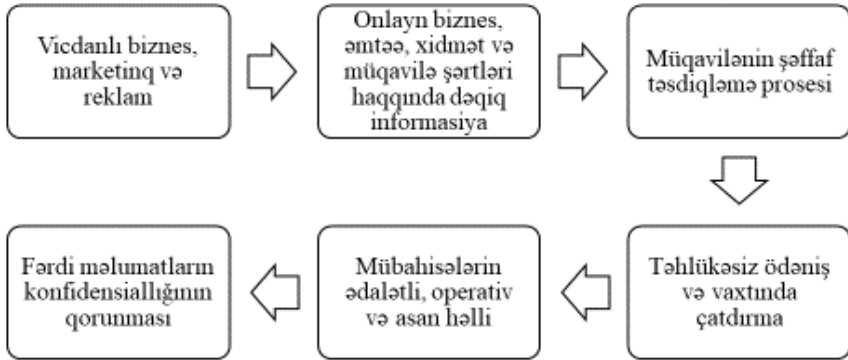 Vicdanlı biznes,
marketinq və
reklam
Onlayn biznes,
əmtəə, xidmət və
müqavilə şərtləri
haqqında dəqiq
informasiya
Müqavilənin şəffaf
təsdiqləmə prosesi
Təhlükəsiz ödəniş
və vaxtında
çatdırma
Mübahisələrin
ədalətli, operativ
və asan həlli
Fərdi məlumatların
konfidensiallığının
qorunması